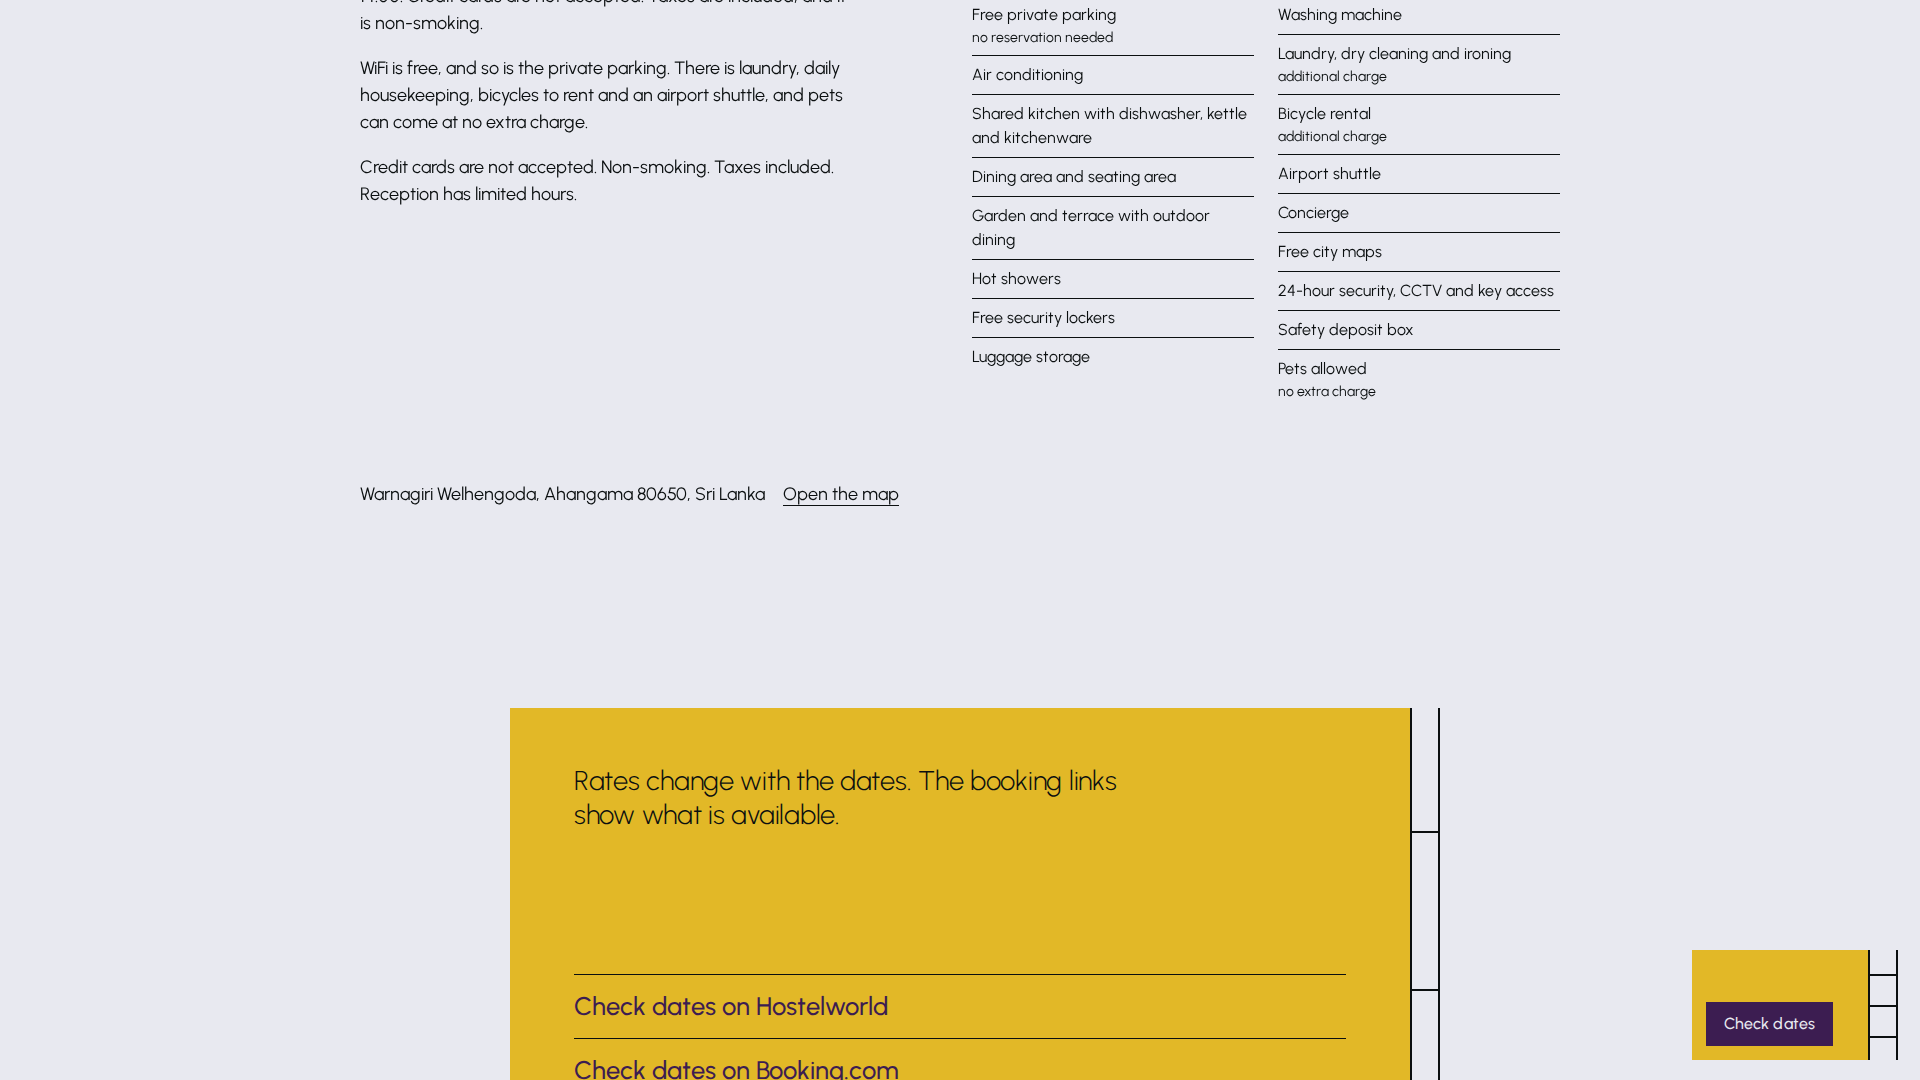 is non-smoking.
WiFi is free, and so is the private parking. There is laundry, daily
housekeeping, bicycles to rent and an airport shuttle, and pets
can come at no extra charge.
Credit cards are not accepted. Non-smoking. Taxes included.
Reception has limited hours.
Free private parking
no reservation needed
Air conditioning
Shared kitchen with dishwasher, kettle
and kitchenware
Dining area and seating area
Garden and terrace with outdoor
dining
Hot showers
Free security lockers
Luggage storage
Washing machine
Laundry, dry cleaning and ironing
additional charge
Bicycle rental
additional charge
Airport shuttle
Concierge
Free city maps
24-hour security, CCTV and key access
Safety deposit box
Pets allowed
no extra charge
Warnagiri Welhengoda, Ahangama 80650, Sri Lanka Open the map
Rates change with the dates. The booking links
show what is available.
Check dates on Hostelworld
Check dates on Booking.com
Check dates